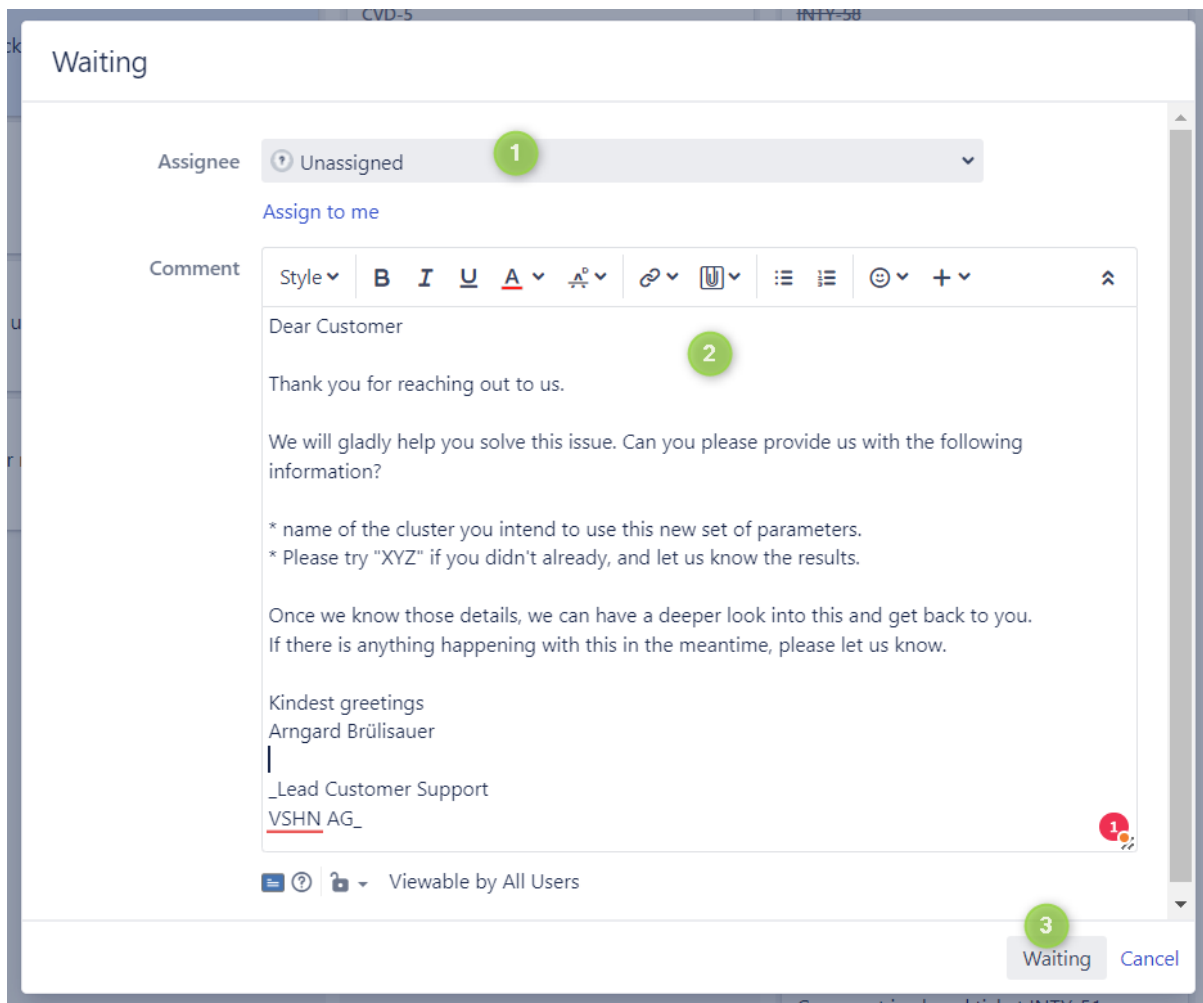 CVD-5
INTY-58
ck
Waiting
Assignee
Unassigned
1
Assign to me
Comment
Style B I U A
Dear Customer
2
Thank you for reaching out to us.
We will gladly help you solve this issue. Can you please provide us with the following
information?
* name of the cluster you intend to use this new set of parameters.
* Please try "XYZ" if you didn't already, and let us know the results.
Once we know those details, we can have a deeper look into this and get back to you.
If there is anything happening with this in the meantime, please let us know.
Kindest greetings
Arngard Brülisauer
_Lead Customer Support
VSHN AG_
1
Viewable by All Users
3
Waiting Cancel